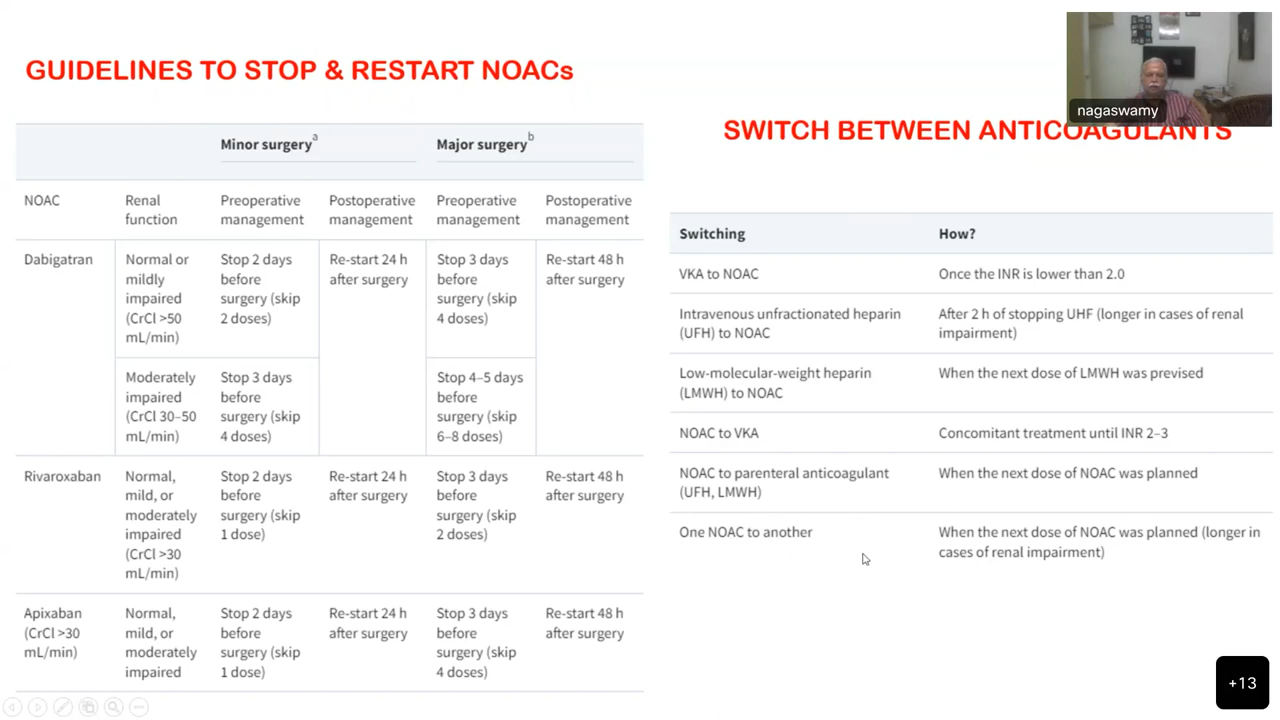 GUIDELINES TO STOP & RESTART NOACs
Minor surgerya
Major surgeryb
NOAC
Renal
function
Preoperative
management
Postoperative
management
Preoperative
management
Postoperative
management
Dabigatran
Normal or
mildly
impaired
(CrCl >50
mL/min)
Stop 2 days
before
surgery (skip
2 doses)
Re-start 24 h
after surgery
Stop 3 days
before
surgery (skip
4 doses)
Re-start 48 h
after surgery
Moderately
impaired
(CrCl 30–50
mL/min)
Stop 3 days
before
surgery (skip
4 doses)
Stop 4–5 days
before
surgery (skip
6–8 doses)
Rivaroxaban
Normal,
mild, or
moderately
impaired
(CrCl >30
mL/min)
Stop 2 days
before
surgery (skip
1 dose)
Re-start 24 h
after surgery
Stop 3 days
before
surgery (skip
2 doses)
Re-start 48 h
after surgery
Apixaban
(CrCl >30
mL/min)
Normal,
mild, or
moderately
impaired
Stop 2 days
before
surgery (skip
1 dose)
Re-start 24 h
after surgery
Stop 3 days
before
surgery (skip
4 doses)
Re-start 48 h
after surgery
nagaswamy
SWITCH BETWEEN ANTICOAGULANTS
Switching
How?
VKA to NOAC
Once the INR is lower than 2.0
Intravenous unfractionated heparin
(UFH) to NOAC
After 2 h of stopping UHF (longer in cases of renal
impairment)
Low-molecular-weight heparin
(LMWH) to NOAC
When the next dose of LMWH was prevised
NOAC to VKA
Concomitant treatment until INR 2–3
NOAC to parenteral anticoagulant
(UFH, LMWH)
When the next dose of NOAC was planned
One NOAC to another
When the next dose of NOAC was planned (longer in
cases of renal impairment)
+13